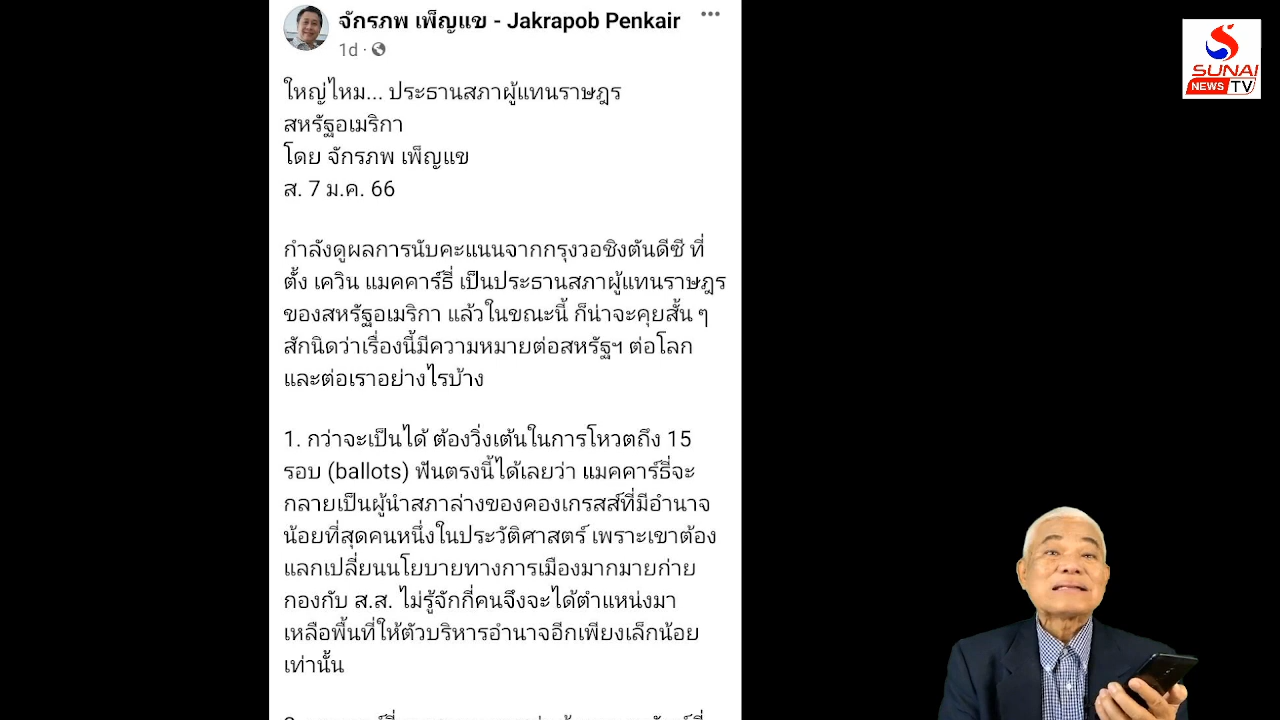 จักรภพ เพ็ญแข - Jakrapob Penkair
1d
ใหญ่ไหม... ประธานสภาผู้แทนราษฎร
สหรัฐอเมริกา
โดย จักรภพ เพ็ญแข
ส. 7 ม.ค. 66
กำลังดูผลการนับคะแนนจากกรุงวอชิงตันดีซี ที่
ตั้ง เควิน แมคคาร์ธี่ เป็นประธานสภาผู้แทนราษฎร
ของสหรัฐอเมริกา แล้วในขณะนี้ ก็น่าจะคุยสั้น ๆ
สักนิดว่าเรื่องนี้มีความหมายต่อสหรัฐฯ ต่อโลก
และต่อเราอย่างไรบ้าง
1. กว่าจะเป็นได้ ต้องวิ่งเต้นในการโหวตถึง 15
รอบ (ballots) ฟันตรงนี้ได้เลยว่า แมคคาร์ธี่จะ
กลายเป็นผู้นำสภาล่างของคองเกรสส์ที่มีอำนาจ
น้อยที่สุดคนหนึ่งในประวัติศาสตร์ เพราะเขาต้อง
แลกเปลี่ยนนโยบายทางการเมืองมากมายก่าย
กองกับ ส.ส. ไม่รู้จักกี่คนจึงจะได้ตำแหน่งมา
เหลือพื้นที่ให้ตัวบริหารอำนาจอีกเพียงเล็กน้อย
เท่านั้น
SUNAI
NEWS TV